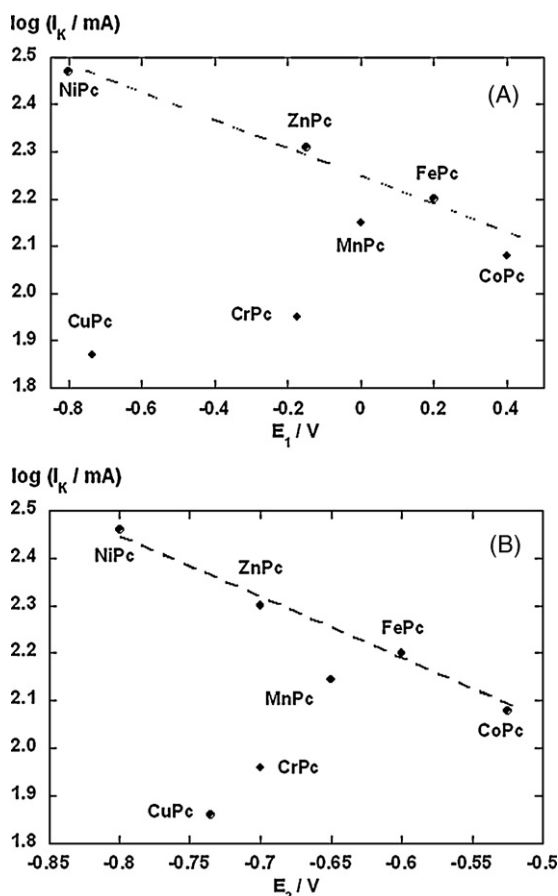 log (I_K / mA)
(A)
2.5
NiPc
2.4
ZnPc
2.3
FePc
2.2
MnPc
2.1
CoPc
2.0
CrPc
CuPc
1.9
1.8
-0.8 -0.6 -0.4 -0.2 0 0.2 0.4
E_1 / V
log (I_K / mA)
2.5
(B)
NiPc
2.4
ZnPc
2.3
FePc
2.2
MnPc
2.1
CoPc
2.0
CrPc
1.9
CuPc
1.8
-0.85 -0.8 -0.75 -0.7 -0.65 -0.6 -0.55 -0.5
E_2 / V